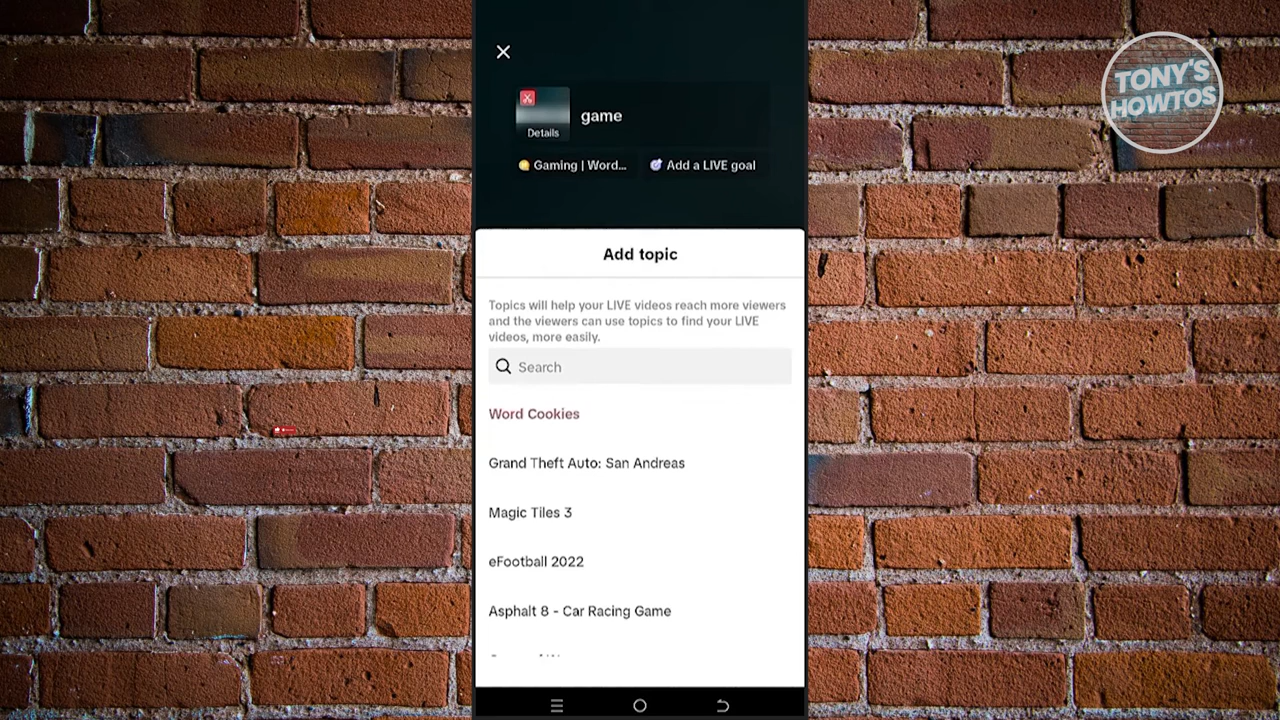 TONY'S
HOWTOS
game
Details
Gaming | Word...
Add a LIVE goal
Add topic
Topics will help your LIVE videos reach more viewers
and the viewers can use topics to find your LIVE
videos, more easily.
Search
Word Cookies
Grand Theft Auto: San Andreas
Magic Tiles 3
eFootball 2022
Asphalt 8 - Car Racing Game